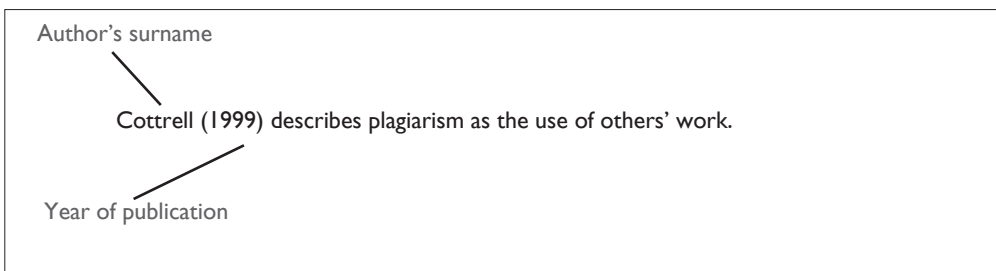 Author’s surname
Cottrell (1999) describes plagiarism as the use of others’ work.
Year of publication